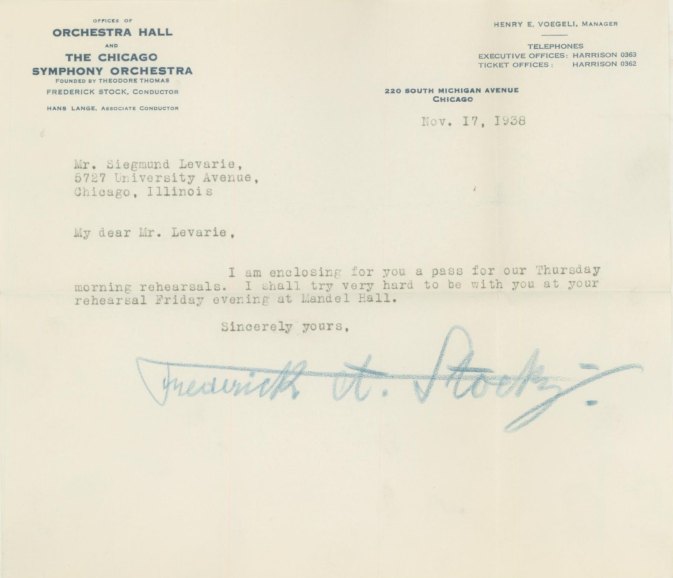 OFFICES OF
ORCHESTRA HALL
AND
THE CHICAGO
SYMPHONY ORCHESTRA
FOUNDED BY THEODORE THOMAS
FREDERICK STOCK, CONDUCTOR
HANS LANGE, ASSOCIATE CONDUCTOR
HENRY E. VOEGELI, MANAGER
TELEPHONES
EXECUTIVE OFFICES: HARRISON 0363
TICKET OFFICES: HARRISON 0362
220 SOUTH MICHIGAN AVENUE
CHICAGO
Nov. 17, 1938
Mr. Siegmund Levarie,
5727 University Avenue,
Chicago, Illinois
My dear Mr. Levarie,
I am enclosing for you a pass for our Thursday
morning rehearsals. I shall try very hard to be with you at your
rehearsal Friday evening at Mandel Hall.
Sincerely yours,
Frederick A. Stock